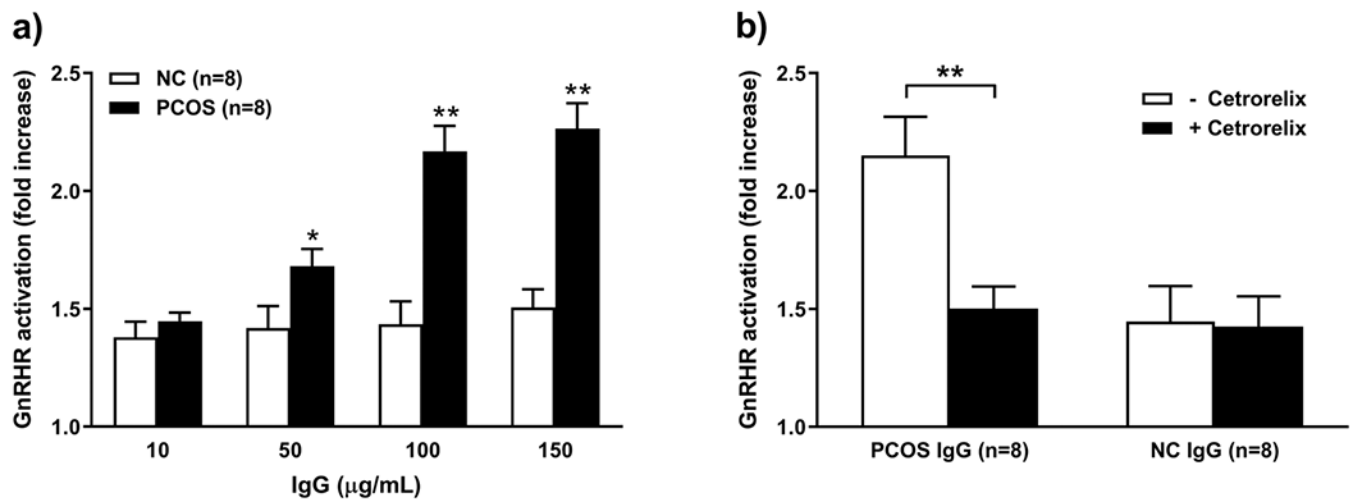 a)
GnRHR activation (fold increase)
2.5
2.0
1.5
1.0
NC (n=8)
PCOS (n=8)
*
**
**
10 50 100 150
IgG (μg/mL)
b)
GnRHR activation (fold increase)
2.5
2.0
1.5
1.0
**
- Cetrorelix
+ Cetrorelix
PCOS IgG (n=8) NC IgG (n=8)